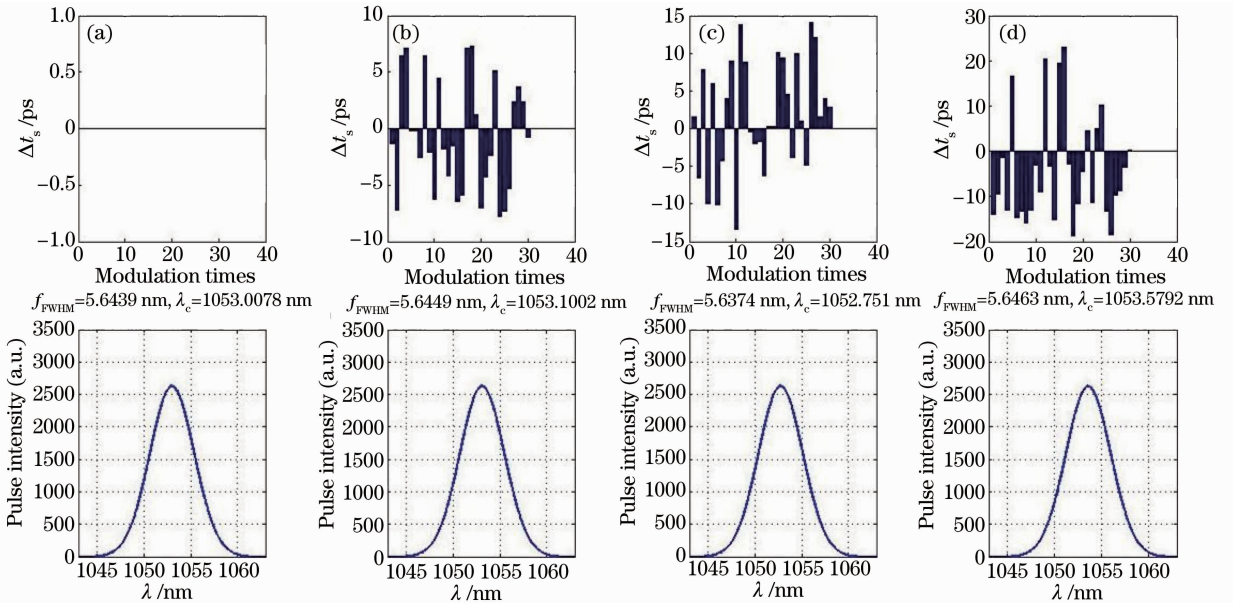 (a)
1.0
0.5
0
−0.5
−1.0
Δts /ps
0 10 20 30 40
Modulation times
(b)
10
5
0
−5
−10
Δts /ps
0 10 20 30 40
Modulation times
(c)
15
10
5
0
−5
−10
−15
Δts /ps
0 10 20 30 40
Modulation times
(d)
30
20
10
0
−10
−20
Δts /ps
0 10 20 30 40
Modulation times
fFWHM=5.6439 nm, λc=1053.0078 nm
fFWHM=5.6449 nm, λc=1053.1002 nm
fFWHM=5.6374 nm, λc=1052.751 nm
fFWHM=5.6463 nm, λc=1053.5792 nm
3500
3000
2500
2000
1500
1000
500
0
Pulse intensity (a.u.)
1045 1050 1055 1060
λ /nm
3500
3000
2500
2000
1500
1000
500
0
Pulse intensity (a.u.)
1045 1050 1055 1060
λ /nm
3500
3000
2500
2000
1500
1000
500
0
Pulse intensity (a.u.)
1045 1050 1055 1060
λ /nm
3500
3000
2500
2000
1500
1000
500
0
Pulse intensity (a.u.)
1045 1050 1055 1060
λ /nm